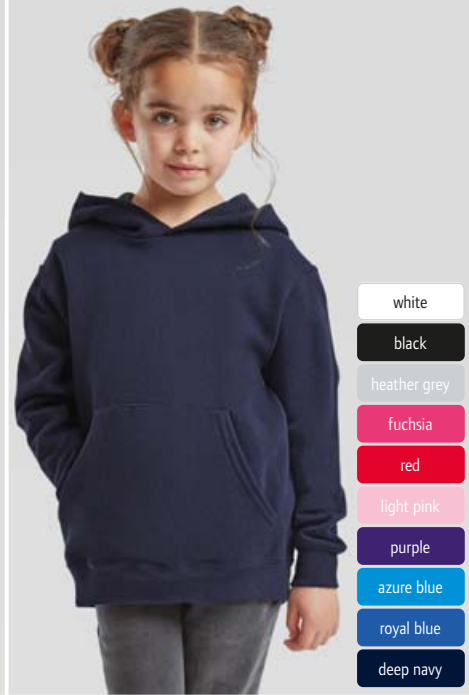 white
black
heather grey
fuchsia
red
light pink
purple
azure blue
royal blue
deep navy